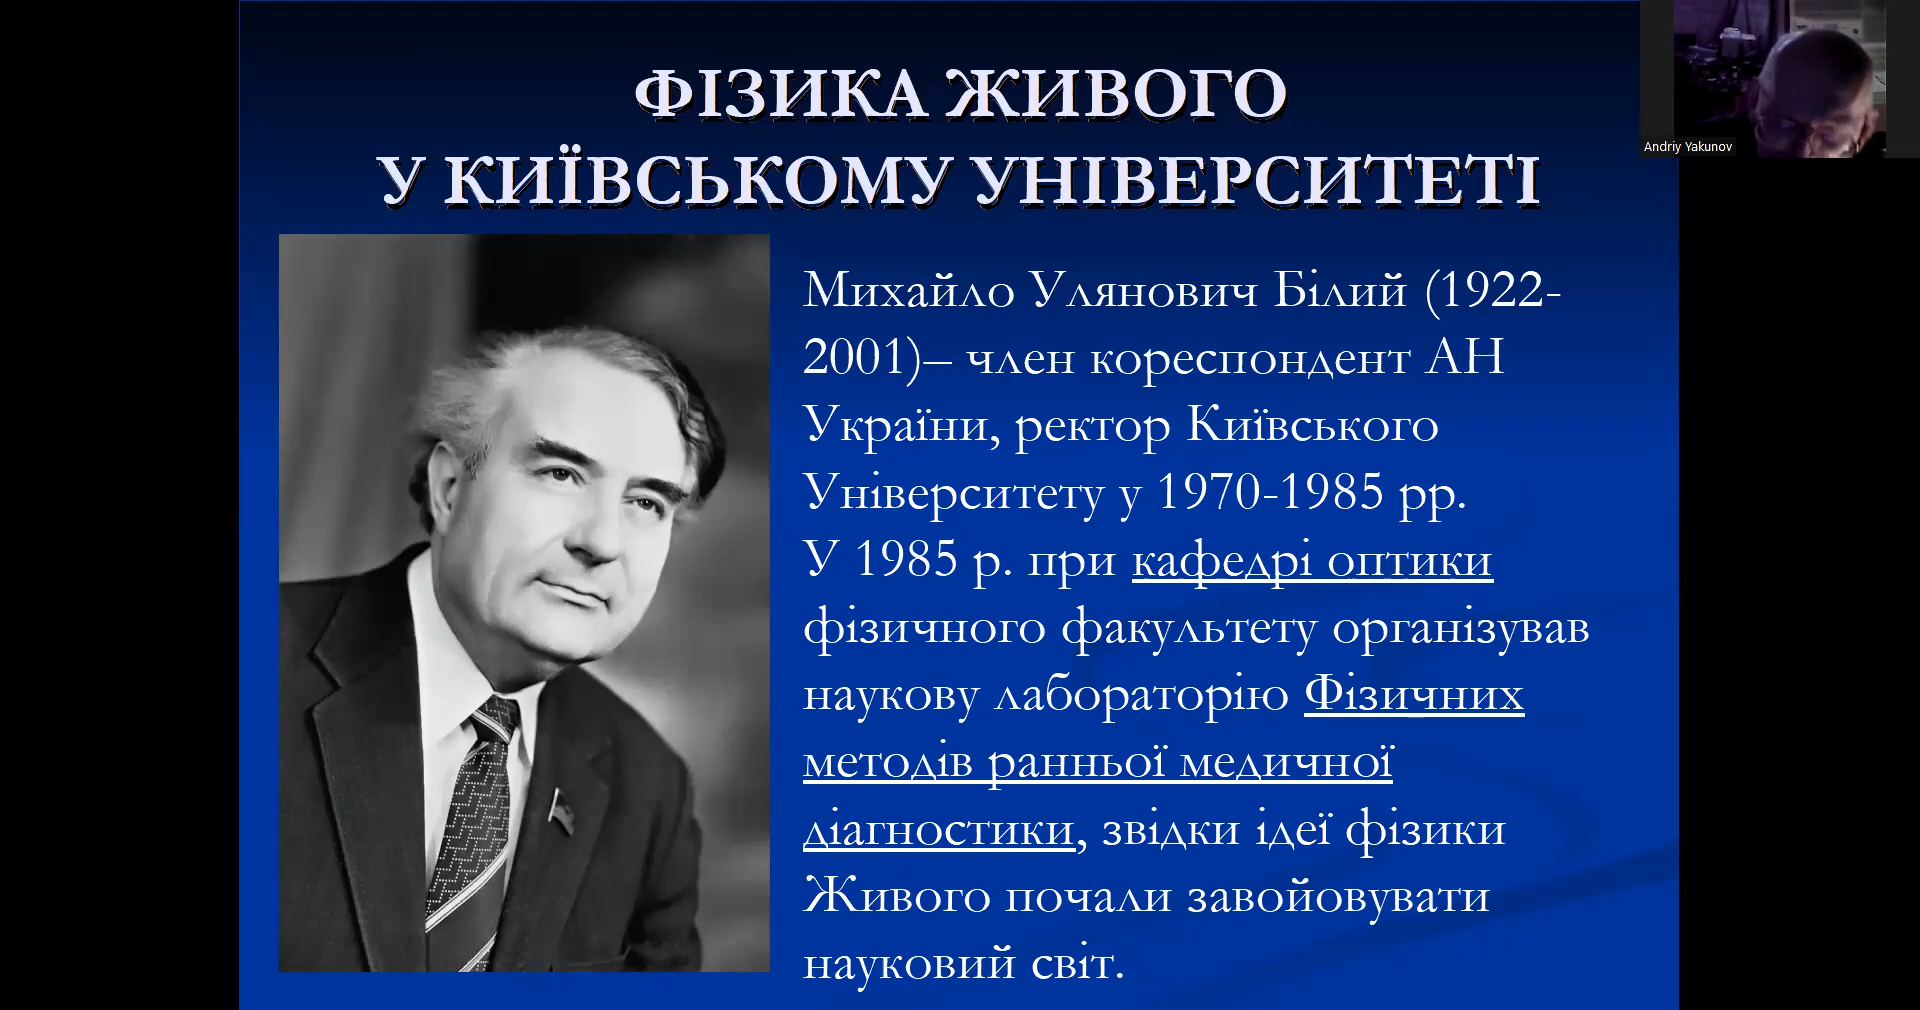 ФІЗИКА ЖИВОГО
У КИЇВСЬКОМУ УНІВЕРСИТЕТІ
Andriy Yakunov
Михайло Улянович Білий (1922-
2001)– член кореспондент АН
України, ректор Київського
Університету у 1970-1985 рр.
У 1985 р. при кафедрі оптики
фізичного факультету організував
наукову лабораторію Фізичних
методів ранньої медичної
діагностики, звідки ідеї фізики
Живого почали завойовувати
науковий світ.